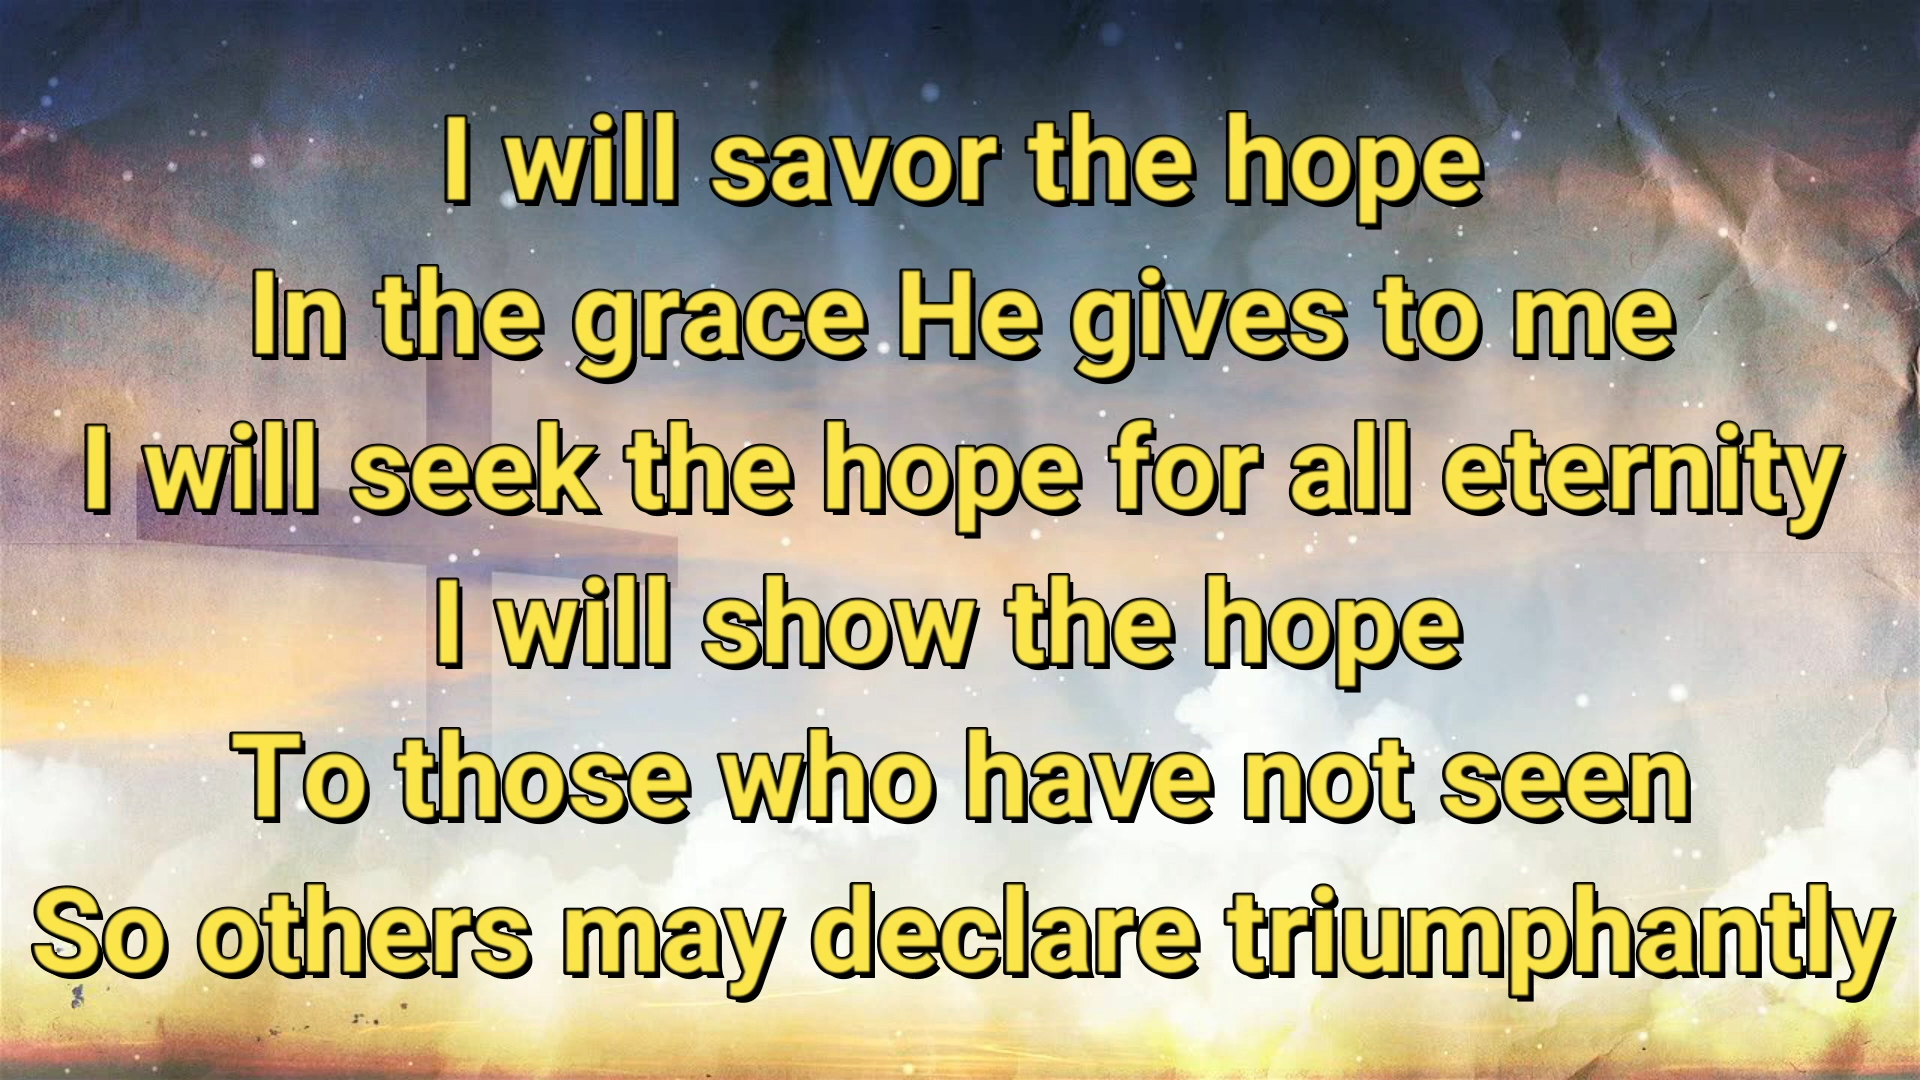 I will savor the hope
In the grace He gives to me
I will seek the hope for all eternity
I will show the hope
To those who have not seen
So others may declare triumphantly